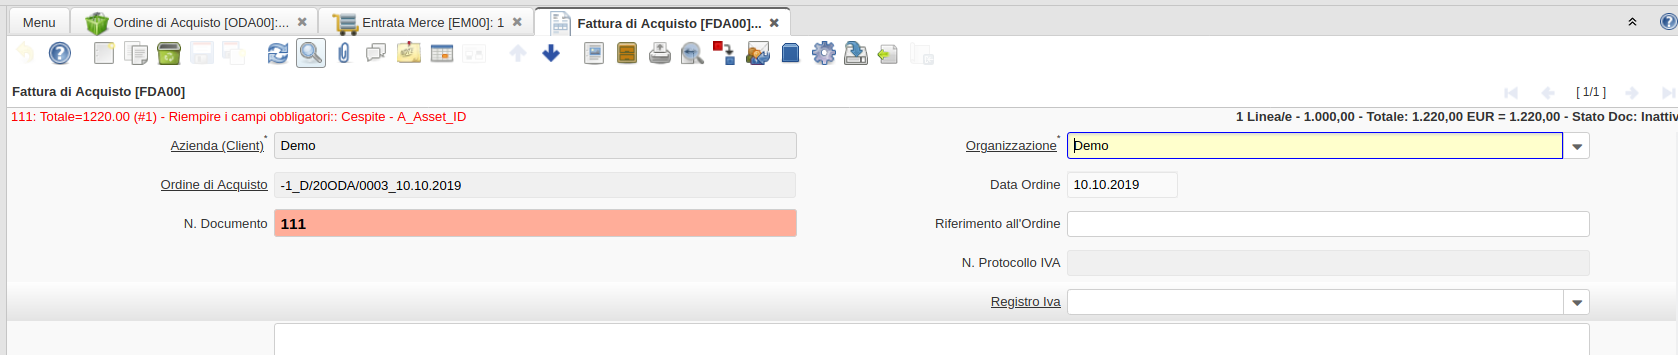 Menu
Ordine di Acquisto [ODA00]:...
Entrata Merce [EM00]: 1
Fattura di Acquisto [FDA00]...
Fattura di Acquisto [FDA00]
[ 1/1 ]
111: Totale=1220.00 (#1) - Riempire i campi obbligatori:: Cespite - A_Asset_ID
1 Linea/e - 1.000,00 - Totale: 1.220,00 EUR = 1.220,00 - Stato Doc: Inattiv
Azienda (Client)* Demo
Organizzazione* Demo
Ordine di Acquisto -1_D/20ODA/0003_10.10.2019
Data Ordine 10.10.2019
N. Documento 111
Riferimento all'Ordine
N. Protocollo IVA
Registro Iva